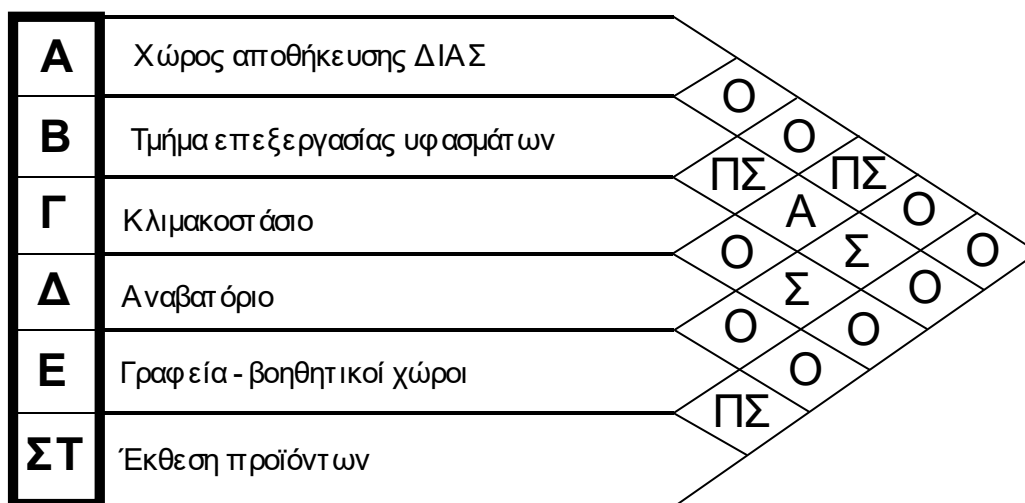 Α Χώρος αποθήκευσης ΔΙΑΣ
Ο
Β Τμήμα επεξεργασίας υφασμάτων
Ο
ΠΣ ΠΣ
Γ Κλιμακοστάσιο
Α Ο
Ο Σ Ο
Δ Αναβατόριο
Σ Ο
Ο Ο
Ε Γραφεία - βοηθητικοί χώροι
Ο
ΠΣ
ΣΤ Έκθεση προϊόντων